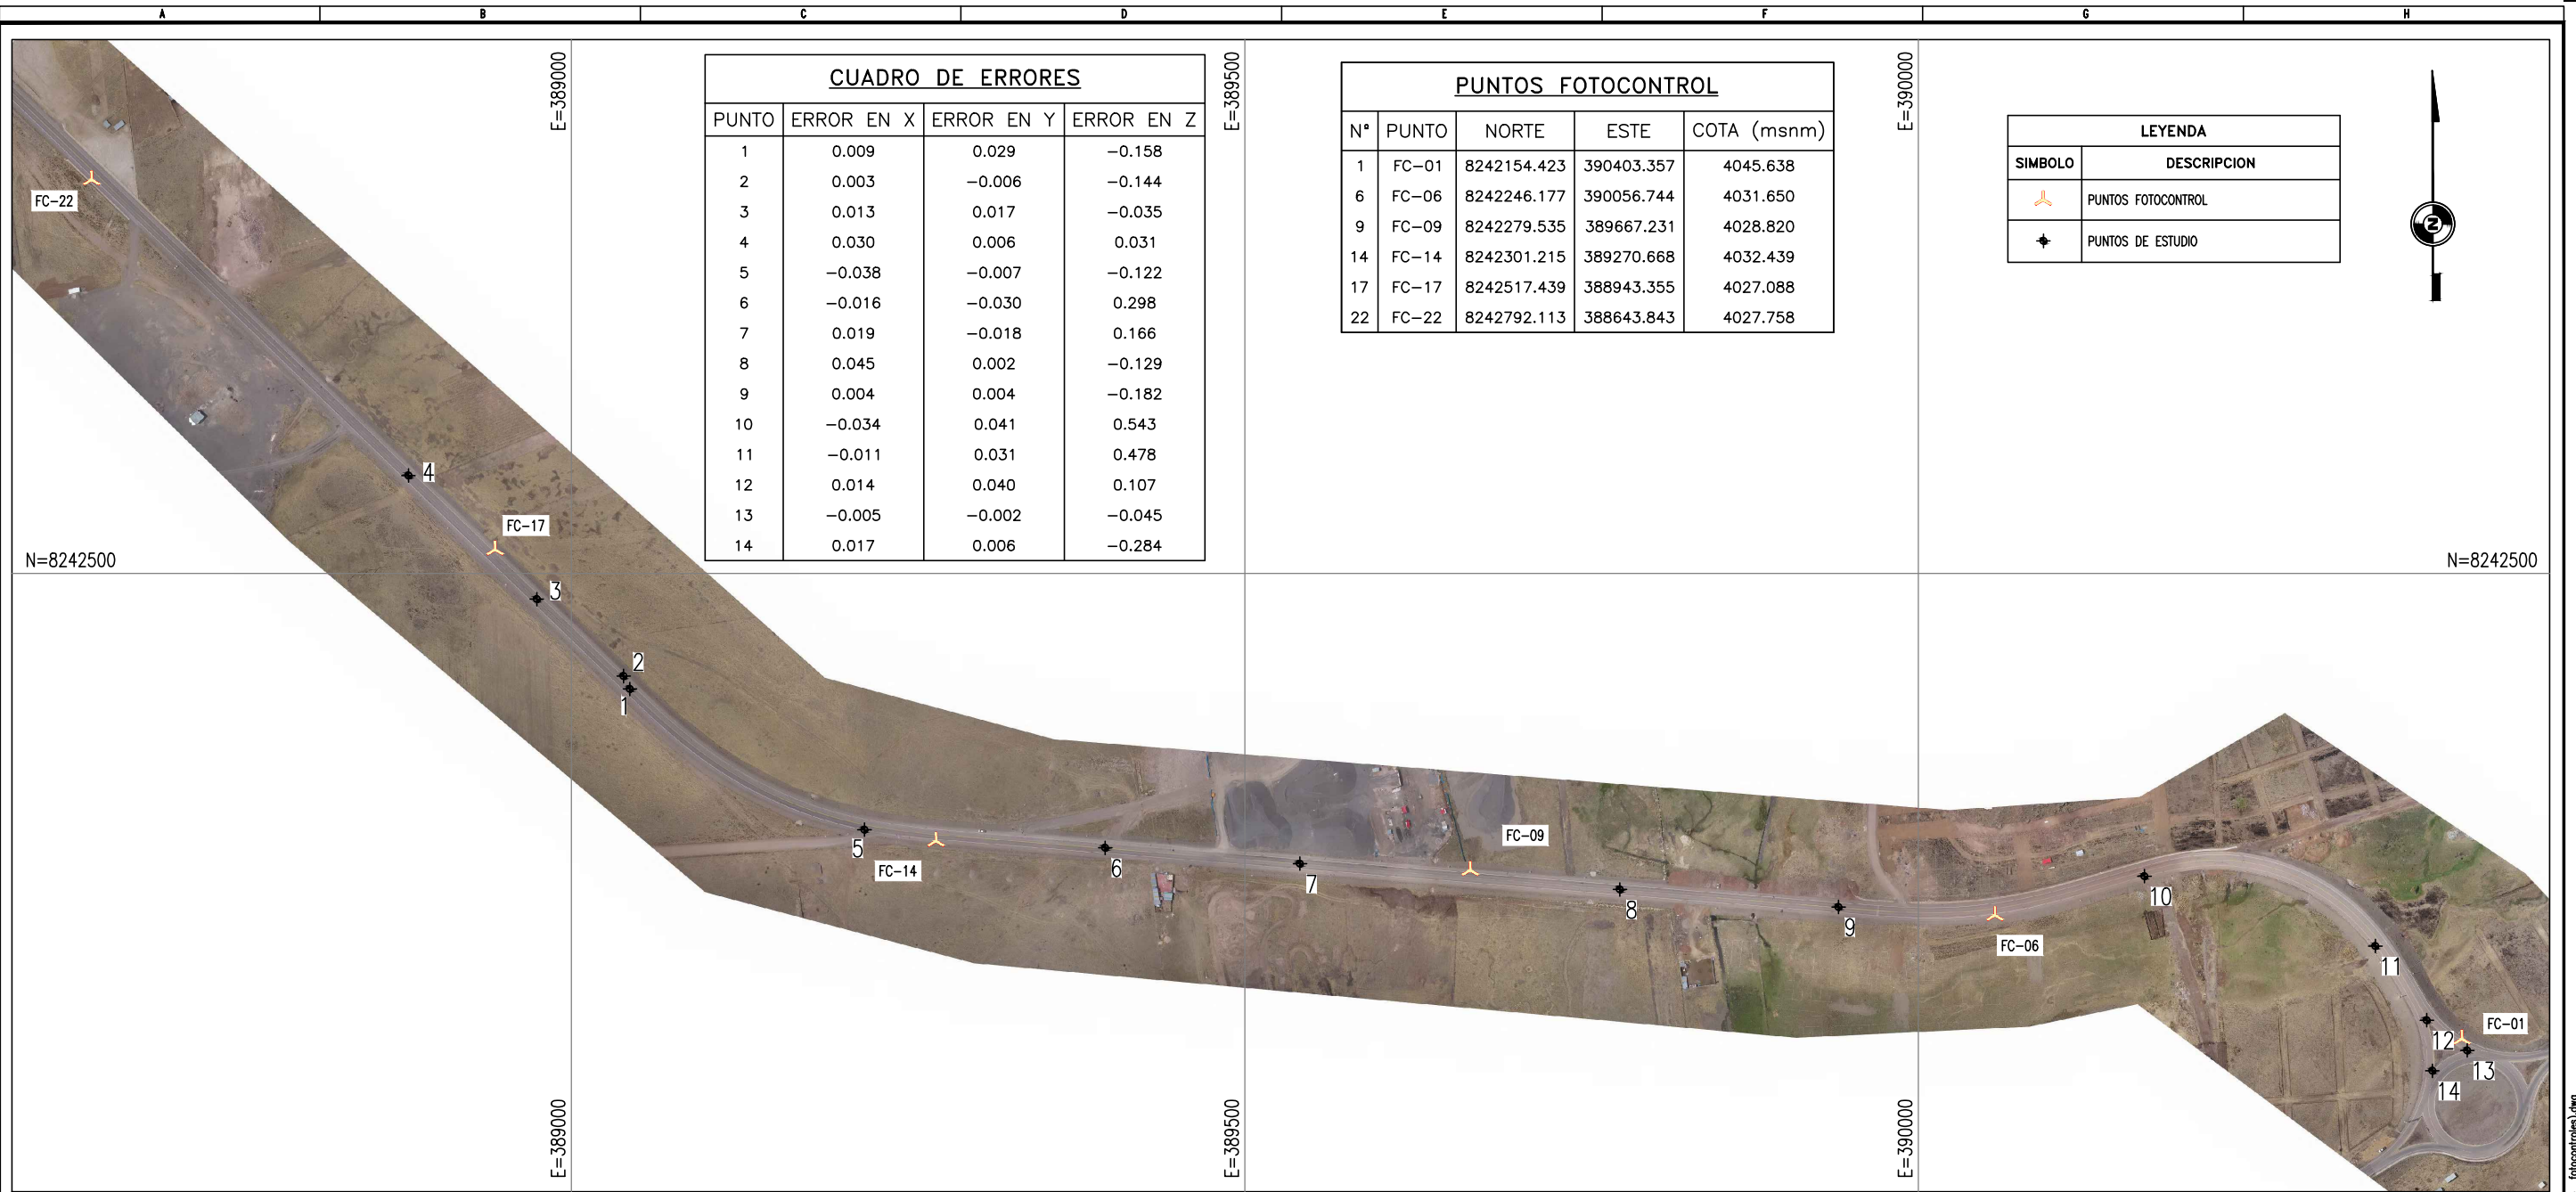 A B C D E F G H
E=389000
E=389500
E=390000
CUADRO DE ERRORES
PUNTO ERROR EN X ERROR EN Y ERROR EN Z
1 0.009 0.029 −0.158
2 0.003 −0.006 −0.144
3 0.013 0.017 −0.035
4 0.030 0.006 0.031
5 −0.038 −0.007 −0.122
6 −0.016 −0.030 0.298
7 0.019 −0.018 0.166
8 0.045 0.002 −0.129
9 0.004 0.004 −0.182
10 −0.034 0.041 0.543
11 −0.011 0.031 0.478
12 0.014 0.040 0.107
13 −0.005 −0.002 −0.045
14 0.017 0.006 −0.284
PUNTOS FOTOCONTROL
Nº PUNTO NORTE ESTE COTA (msnm)
1 FC−01 8242154.423 390403.357 4045.638
6 FC−06 8242246.177 390056.744 4031.650
9 FC−09 8242279.535 389667.231 4028.820
14 FC−14 8242301.215 389270.668 4032.439
17 FC−17 8242517.439 388943.355 4027.088
22 FC−22 8242792.113 388643.843 4027.758
LEYENDA
SIMBOLO DESCRIPCION
PUNTOS FOTOCONTROL
PUNTOS DE ESTUDIO
N
FC−22
4
FC−17
N=8242500
N=8242500
3
2
1
5
FC−14
6
7
FC−09
8
9
FC−06
10
11
FC−01
12
13
14
E=389000
E=389500
E=390000
fotocontroles).dwg